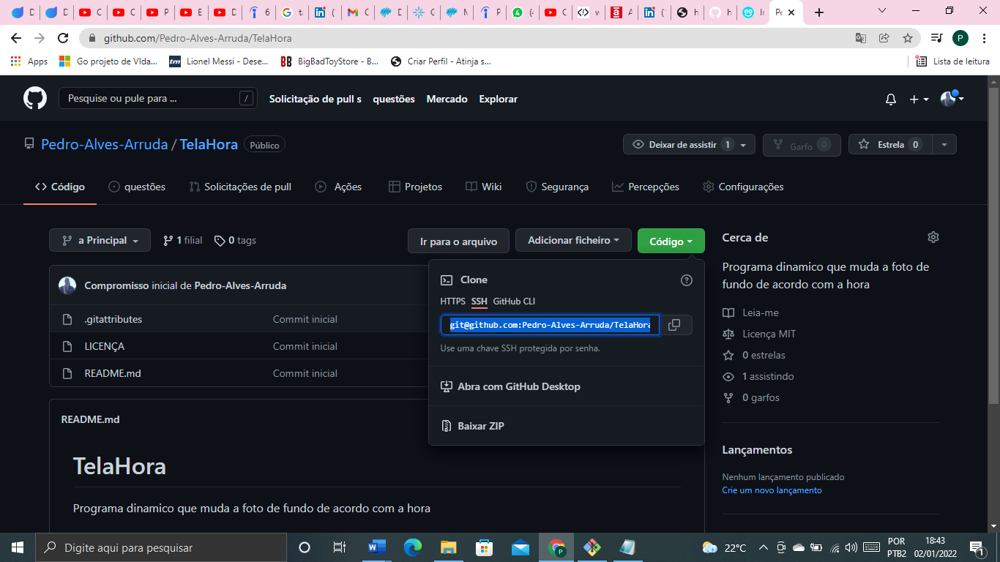 D
D
C
C
P
E
D
6
ta
(
C
D
G
M
P
(4
C
w
A
(
h
h
Ir
Pe
github.com/Pedro-Alves-Arruda/TelaHora
P
Apps
Go projeto de VIda...
tm
Lionel Messi - Dese...
BB
BigBadToyStore - B...
Criar Perfil - Atinja s...
Lista de leitura
Pesquise ou pule para ...
/
Solicitação de pull s
questões
Mercado
Explorar
Pedro-Alves-Arruda / TelaHora
Público
Deixar de assistir 1
Garfo 0
Estrela 0
Código
questões
Solicitações de pull
Ações
Projetos
Wiki
Segurança
Percepções
Configurações
a Principal
1 filial
0 tags
Ir para o arquivo
Adicionar ficheiro
Código
Cerca de
Programa dinamico que muda a foto de
fundo de acordo com a hora
Leia-me
Licença MIT
0 estrelas
1 assistindo
0 garfos
Lançamentos
Nenhum lançamento publicado
Crie um novo lançamento
Compromisso inicial de Pedro-Alves-Arruda
.gitattributes
Commit inicial
LICENÇA
Commit inicial
README.md
Commit inicial
Clone
HTTPS
SSH
GitHub CLI
git@github.com:Pedro-Alves-Arruda/TelaHora
Use uma chave SSH protegida por senha.
Abra com GitHub Desktop
Baixar ZIP
README.md
TelaHora
Programa dinamico que muda a foto de fundo de acordo com a hora
Digite aqui para pesquisar
22°C
POR
PTB2
18:43
02/01/2022
1